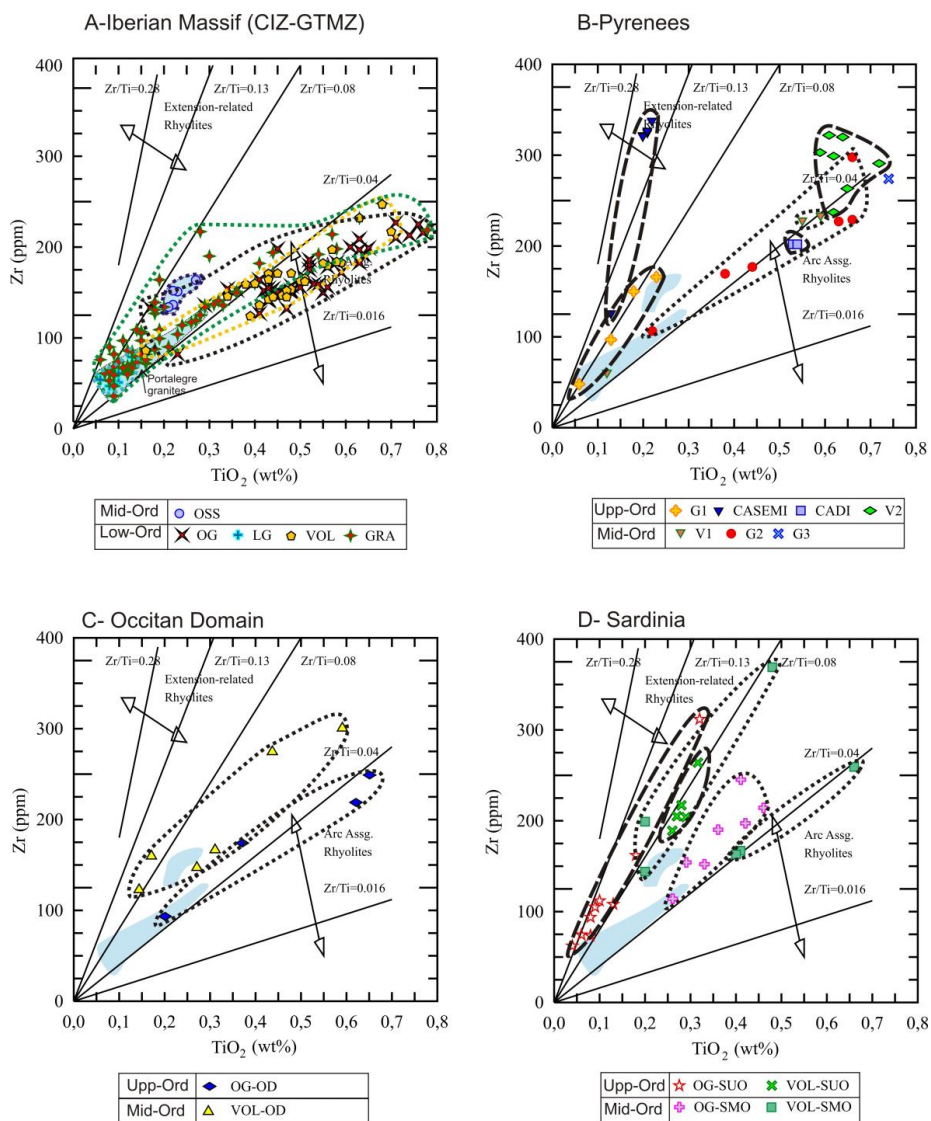 A-Iberian Massif (CIZ-GTMZ)
400
300
200
100
0
Zr (ppm)
Zr/Ti=0.28
Zr/Ti=0.13
Zr/Ti=0.08
Extension-related
Rhyolites
Zr/Ti=0.04
Arc Assg.
Rhyolites
Zr/Ti=0.016
Portalegre
granites
0,0 0,1 0,2 0,3 0,4 0,5 0,6 0,7 0,8
TiO2 (wt%)
Mid-Ord OSS
Low-Ord OG LG VOL GRA
B-Pyrenees
400
300
200
100
0
Zr (ppm)
Zr/Ti=0.28
Zr/Ti=0.13
Zr/Ti=0.08
Extension-related
Rhyolites
Zr/Ti=0.04
Arc Assg.
Rhyolites
Zr/Ti=0.016
0,0 0,1 0,2 0,3 0,4 0,5 0,6 0,7 0,8
TiO2 (wt%)
Upp-Ord G1 CASEMI CADI V2
Mid-Ord V1 G2 G3
C- Occitan Domain
400
300
200
100
0
Zr (ppm)
Zr/Ti=0.28
Zr/Ti=0.13
Zr/Ti=0.08
Extension-related
Rhyolites
Zr/Ti=0.04
Arc Assg.
Rhyolites
Zr/Ti=0.016
0,0 0,1 0,2 0,3 0,4 0,5 0,6 0,7 0,8
TiO2 (wt%)
Upp-Ord OG-OD
Mid-Ord VOL-OD
D- Sardinia
400
300
200
100
0
Zr (ppm)
Zr/Ti=0.28
Zr/Ti=0.13
Zr/Ti=0.08
Extension-related
Rhyolites
Zr/Ti=0.04
Arc Assg.
Rhyolites
Zr/Ti=0.016
0,0 0,1 0,2 0,3 0,4 0,5 0,6 0,7 0,8
TiO2 (wt%)
Upp-Ord OG-SUO VOL-SUO
Mid-Ord OG-SMO VOL-SMO